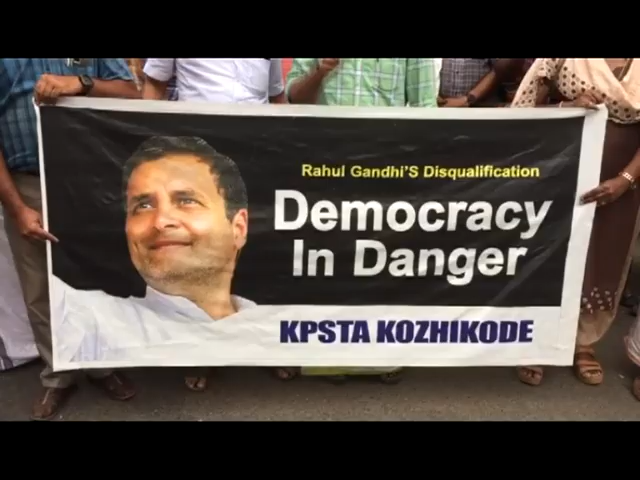 Rahul Gandhi'S Disqualification
Democracy
In Danger
KPSTA KOZHIKODE